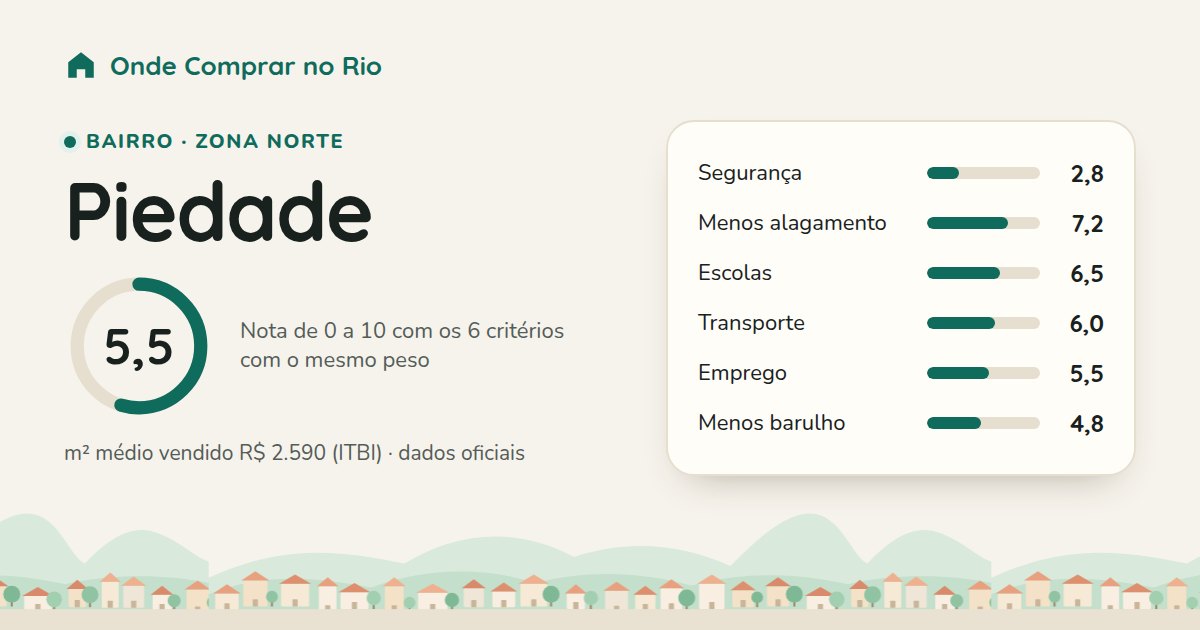 Onde Comprar no Rio
BAIRRO · ZONA NORTE
Piedade
5,5
Nota de 0 a 10 com os 6 critérios
com o mesmo peso
m² médio vendido R$ 2.590 (ITBI) · dados oficiais
Segurança 2,8
Menos alagamento 7,2
Escolas 6,5
Transporte 6,0
Emprego 5,5
Menos barulho 4,8